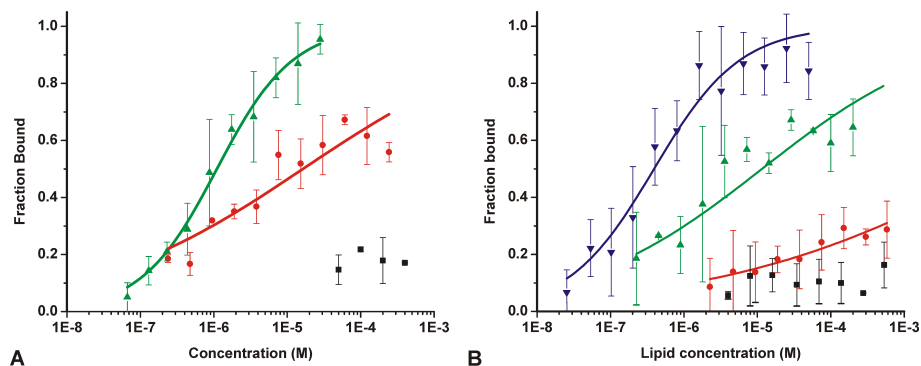 1.0
0.8
0.6
0.4
0.2
0.0
Fraction Bound
1E-8 1E-7 1E-6 1E-5 1E-4 1E-3
Concentration (M)
A
1.0
0.8
0.6
0.4
0.2
0.0
Fraction bound
1E-8 1E-7 1E-6 1E-5 1E-4 1E-3
Lipid concentration (M)
B